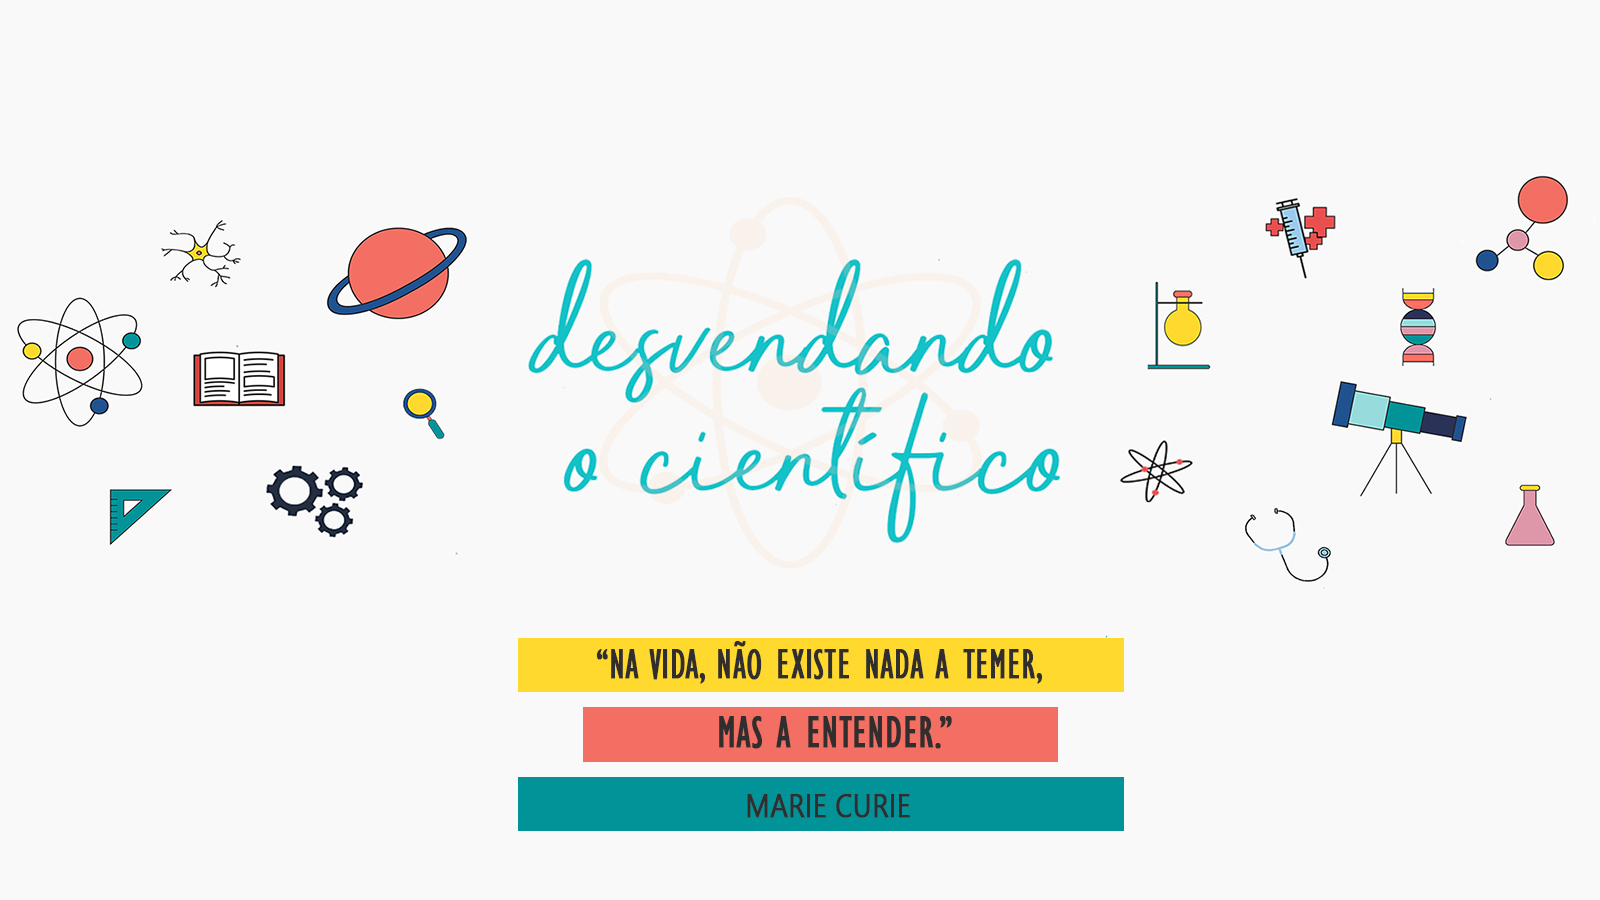 desvendando
o científico
“NA VIDA, NÃO EXISTE NADA A TEMER,
MAS A ENTENDER.”
MARIE CURIE